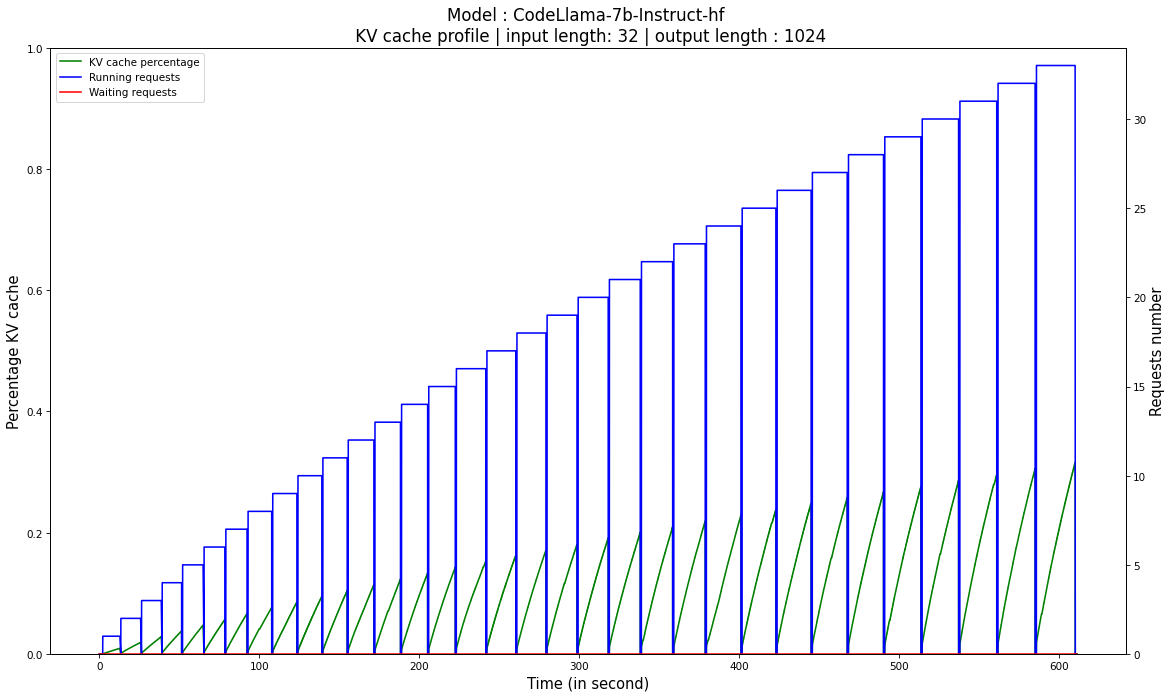 Model : CodeLlama-7b-Instruct-hf
KV cache profile | input length: 32 | output length : 1024
KV cache percentage
Running requests
Waiting requests
Percentage KV cache
1.0
0.8
0.6
0.4
0.2
0.0
0 100 200 300 400 500 600
Time (in second)
30
25
20
15
10
5
0
Requests number